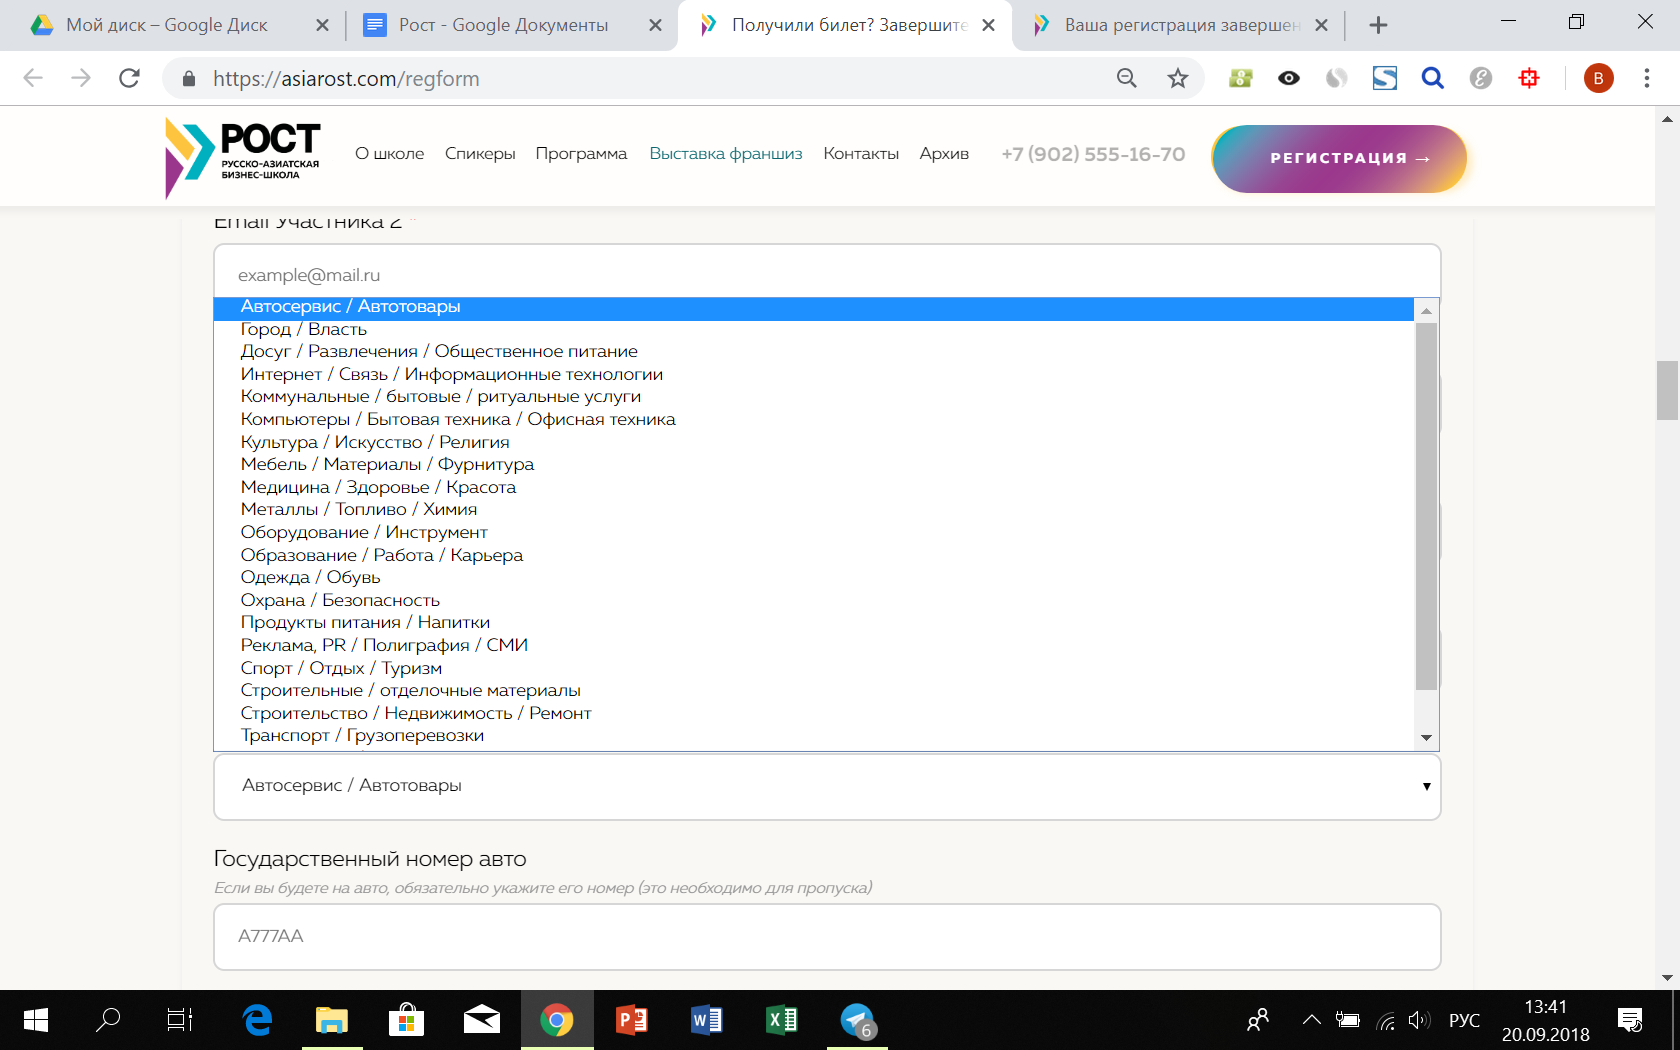 Мой диск – Google Диск
Рост - Google Документы
Получили билет? Завершите
Ваша регистрация завершен
https://asiarost.com/regform
B
РОСТ
РУССКО-АЗИАТСКАЯ
БИЗНЕС-ШКОЛА
О школе
Спикеры
Программа
Выставка франшиз
Контакты
Архив
+7 (902) 555-16-70
РЕГИСТРАЦИЯ →
Email Участника 2 *
example@mail.ru
Автосервис / Автотовары
Город / Власть
Досуг / Развлечения / Общественное питание
Интернет / Связь / Информационные технологии
Коммунальные / бытовые / ритуальные услуги
Компьютеры / Бытовая техника / Офисная техника
Культура / Искусство / Религия
Мебель / Материалы / Фурнитура
Медицина / Здоровье / Красота
Металлы / Топливо / Химия
Оборудование / Инструмент
Образование / Работа / Карьера
Одежда / Обувь
Охрана / Безопасность
Продукты питания / Напитки
Реклама, PR / Полиграфия / СМИ
Спорт / Отдых / Туризм
Строительные / отделочные материалы
Строительство / Недвижимость / Ремонт
Транспорт / Грузоперевозки
Автосервис / Автотовары
Государственный номер авто
Если вы будете на авто, обязательно укажите его номер (это необходимо для пропуска)
А777АА
6
РУС
13:41
20.09.2018